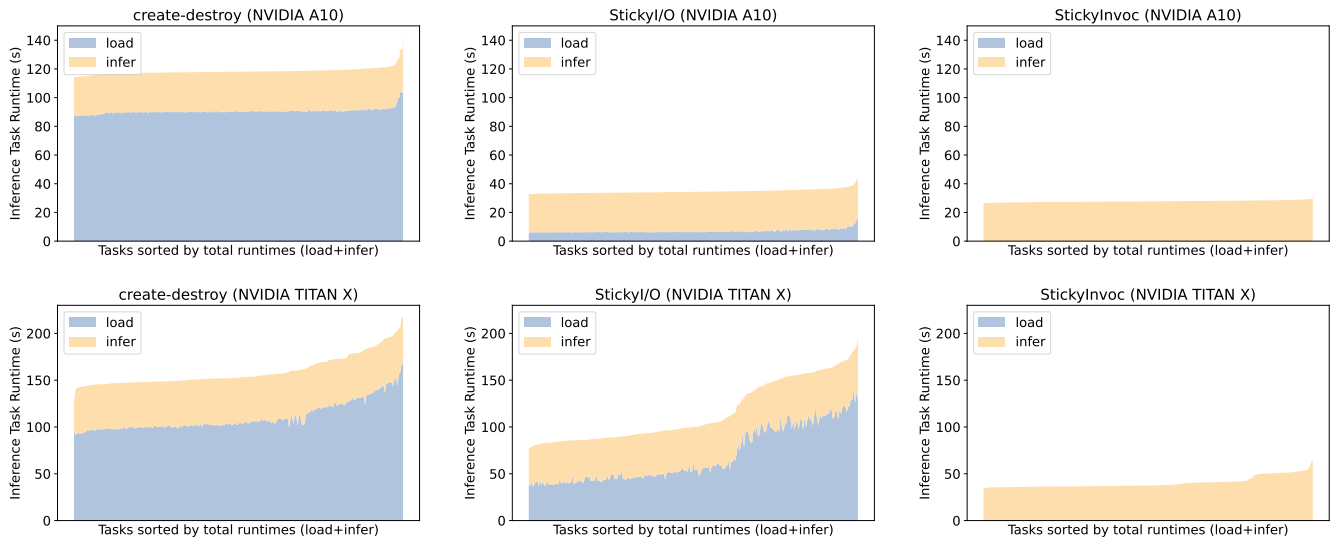 create-destroy (NVIDIA A10)
Inference Task Runtime (s)
140
120
100
80
60
40
20
0
load
infer
Tasks sorted by total runtimes (load+infer)
StickyI/O (NVIDIA A10)
Inference Task Runtime (s)
140
120
100
80
60
40
20
0
load
infer
Tasks sorted by total runtimes (load+infer)
StickyInvoc (NVIDIA A10)
Inference Task Runtime (s)
140
120
100
80
60
40
20
0
load
infer
Tasks sorted by total runtimes (load+infer)
create-destroy (NVIDIA TITAN X)
Inference Task Runtime (s)
200
150
100
50
0
load
infer
Tasks sorted by total runtimes (load+infer)
StickyI/O (NVIDIA TITAN X)
Inference Task Runtime (s)
200
150
100
50
0
load
infer
Tasks sorted by total runtimes (load+infer)
StickyInvoc (NVIDIA TITAN X)
Inference Task Runtime (s)
200
150
100
50
0
load
infer
Tasks sorted by total runtimes (load+infer)